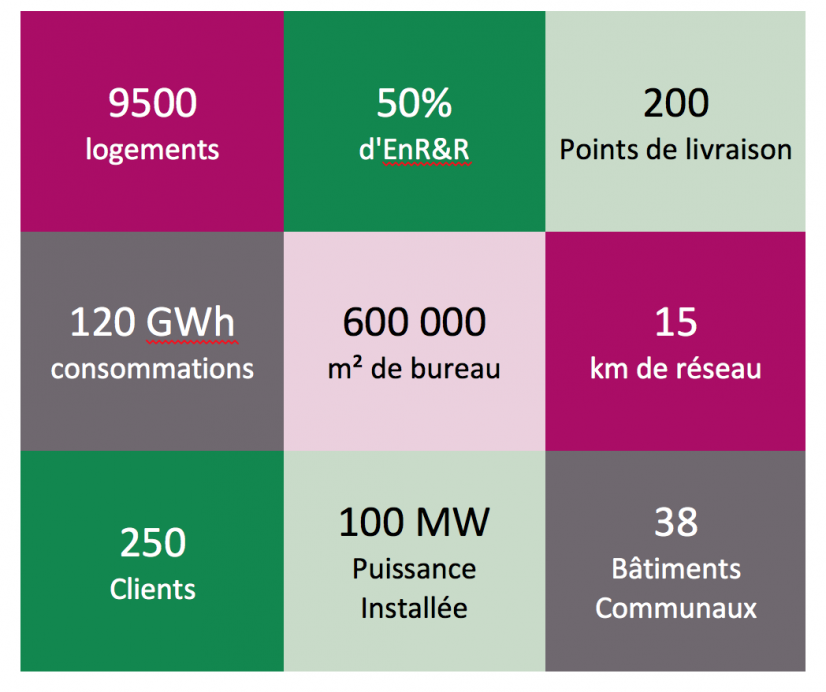 9500
logements
50%
d'EnR&R
200
Points de livraison
120 GWh
consommations
600 000
m² de bureau
15
km de réseau
250
Clients
100 MW
Puissance
Installée
38
Bâtiments
Communaux